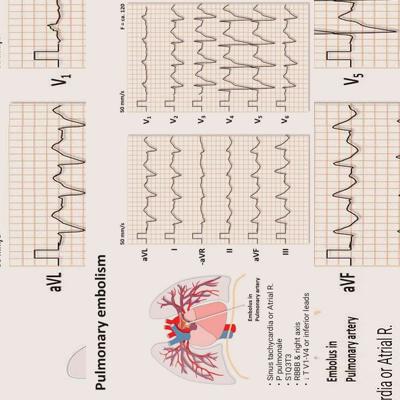 Pulmonary embolism
50 mm/s
F = ca. 120
aVL
I
-aVR
II
aVF
III
50 mm/s
V1
V2
V3
V4
V5
V6
Embolus in
Pulmonary artery
• Sinus tachycardia or Atrial R.
• P pulmonale
• S1Q3T3
• RBBB & right axis
• ↓ T V1-V4 or inferior leads
V1
aVL
V5
aVF
Embolus in
Pulmonary artery
rdia or Atrial R.